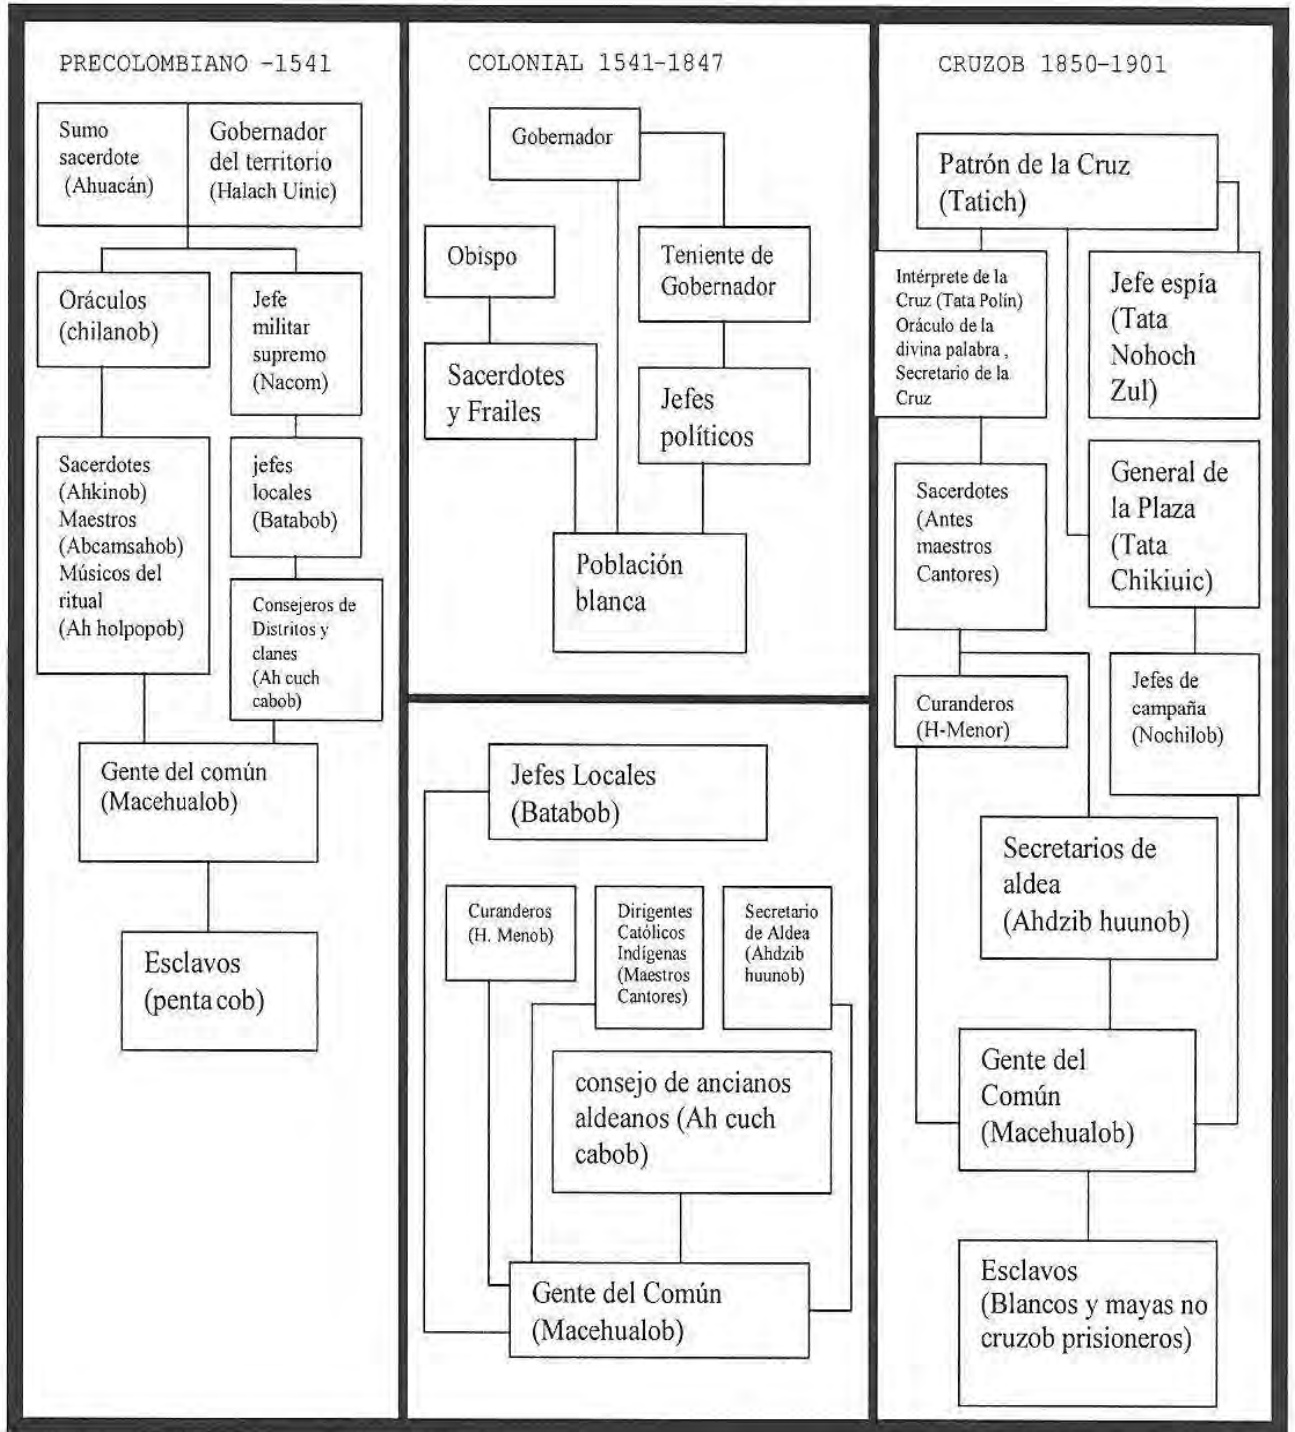 PRECOLOMBIANO -1541
Sumo
sacerdote
(Ahuacán)
Gobernador
del territorio
(Halach Uinic)
Oráculos
(chilanob)
Jefe
militar
supremo
(Nacom)
Sacerdotes
(Ahkinob)
Maestros
(Abcamsahob)
Músicos del
ritual
(Ah holpopob)
jefes
locales
(Batabob)
Consejeros de
Distritos y
clanes
(Ah cuch
cabob)
Gente del común
(Macehualob)
Esclavos
(penta cob)
COLONIAL 1541-1847
Gobernador
Obispo
Teniente de
Gobernador
Sacerdotes
y Frailes
Jefes
políticos
Población
blanca
Jefes Locales
(Batabob)
Curanderos
(H. Menob)
Dirigentes
Católicos
Indígenas
(Maestros
Cantores)
Secretario
de Aldea
(Ahdzib
huunob)
consejo de ancianos
aldeanos (Ah cuch
cabob)
Gente del Común
(Macehualob)
CRUZOB 1850-1901
Patrón de la Cruz
(Tatich)
Intérprete de la
Cruz (Tata Polín)
Oráculo de la
divina palabra ,
Secretario de la
Cruz
Jefe espía
(Tata
Nohoch
Zul)
Sacerdotes
(Antes
maestros
Cantores)
General de
la Plaza
(Tata
Chikiuic)
Curanderos
(H-Menor)
Jefes de
campaña
(Nochilob)
Secretarios de
aldea
(Ahdzib huunob)
Gente del
Común
(Macehualob)
Esclavos
(Blancos y mayas no
cruzob prisioneros)